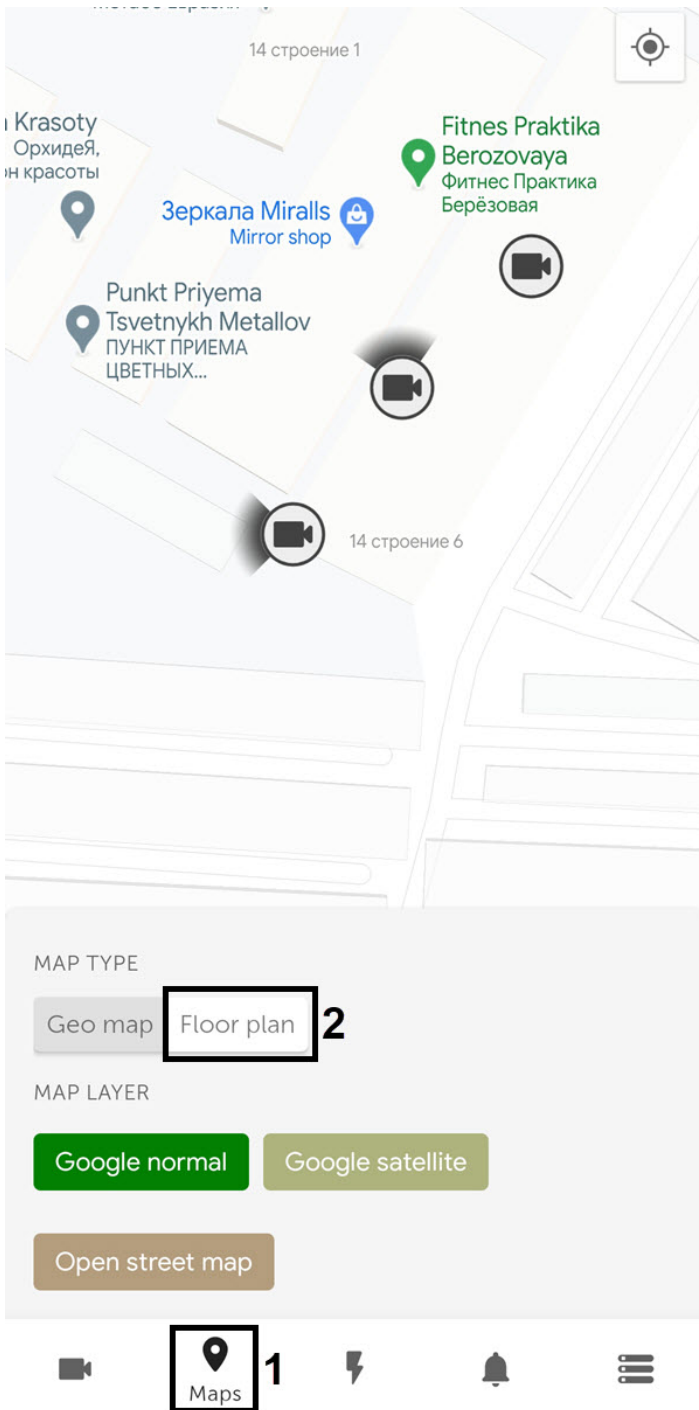 14 строение 1
Krasoty
ОрхидеЯ,
он красоты
Fitnes Praktika
Berozovaya
Фитнес Практика
Берёзовая
Зеркала Miralls
Mirror shop
Punkt Priyema
Tsvetnykh Metallov
ПУНКТ ПРИЕМА
ЦВЕТНЫХ...
14 строение 6
MAP TYPE
Geo map
Floor plan
2
MAP LAYER
Google normal
Google satellite
Open street map
Maps
1